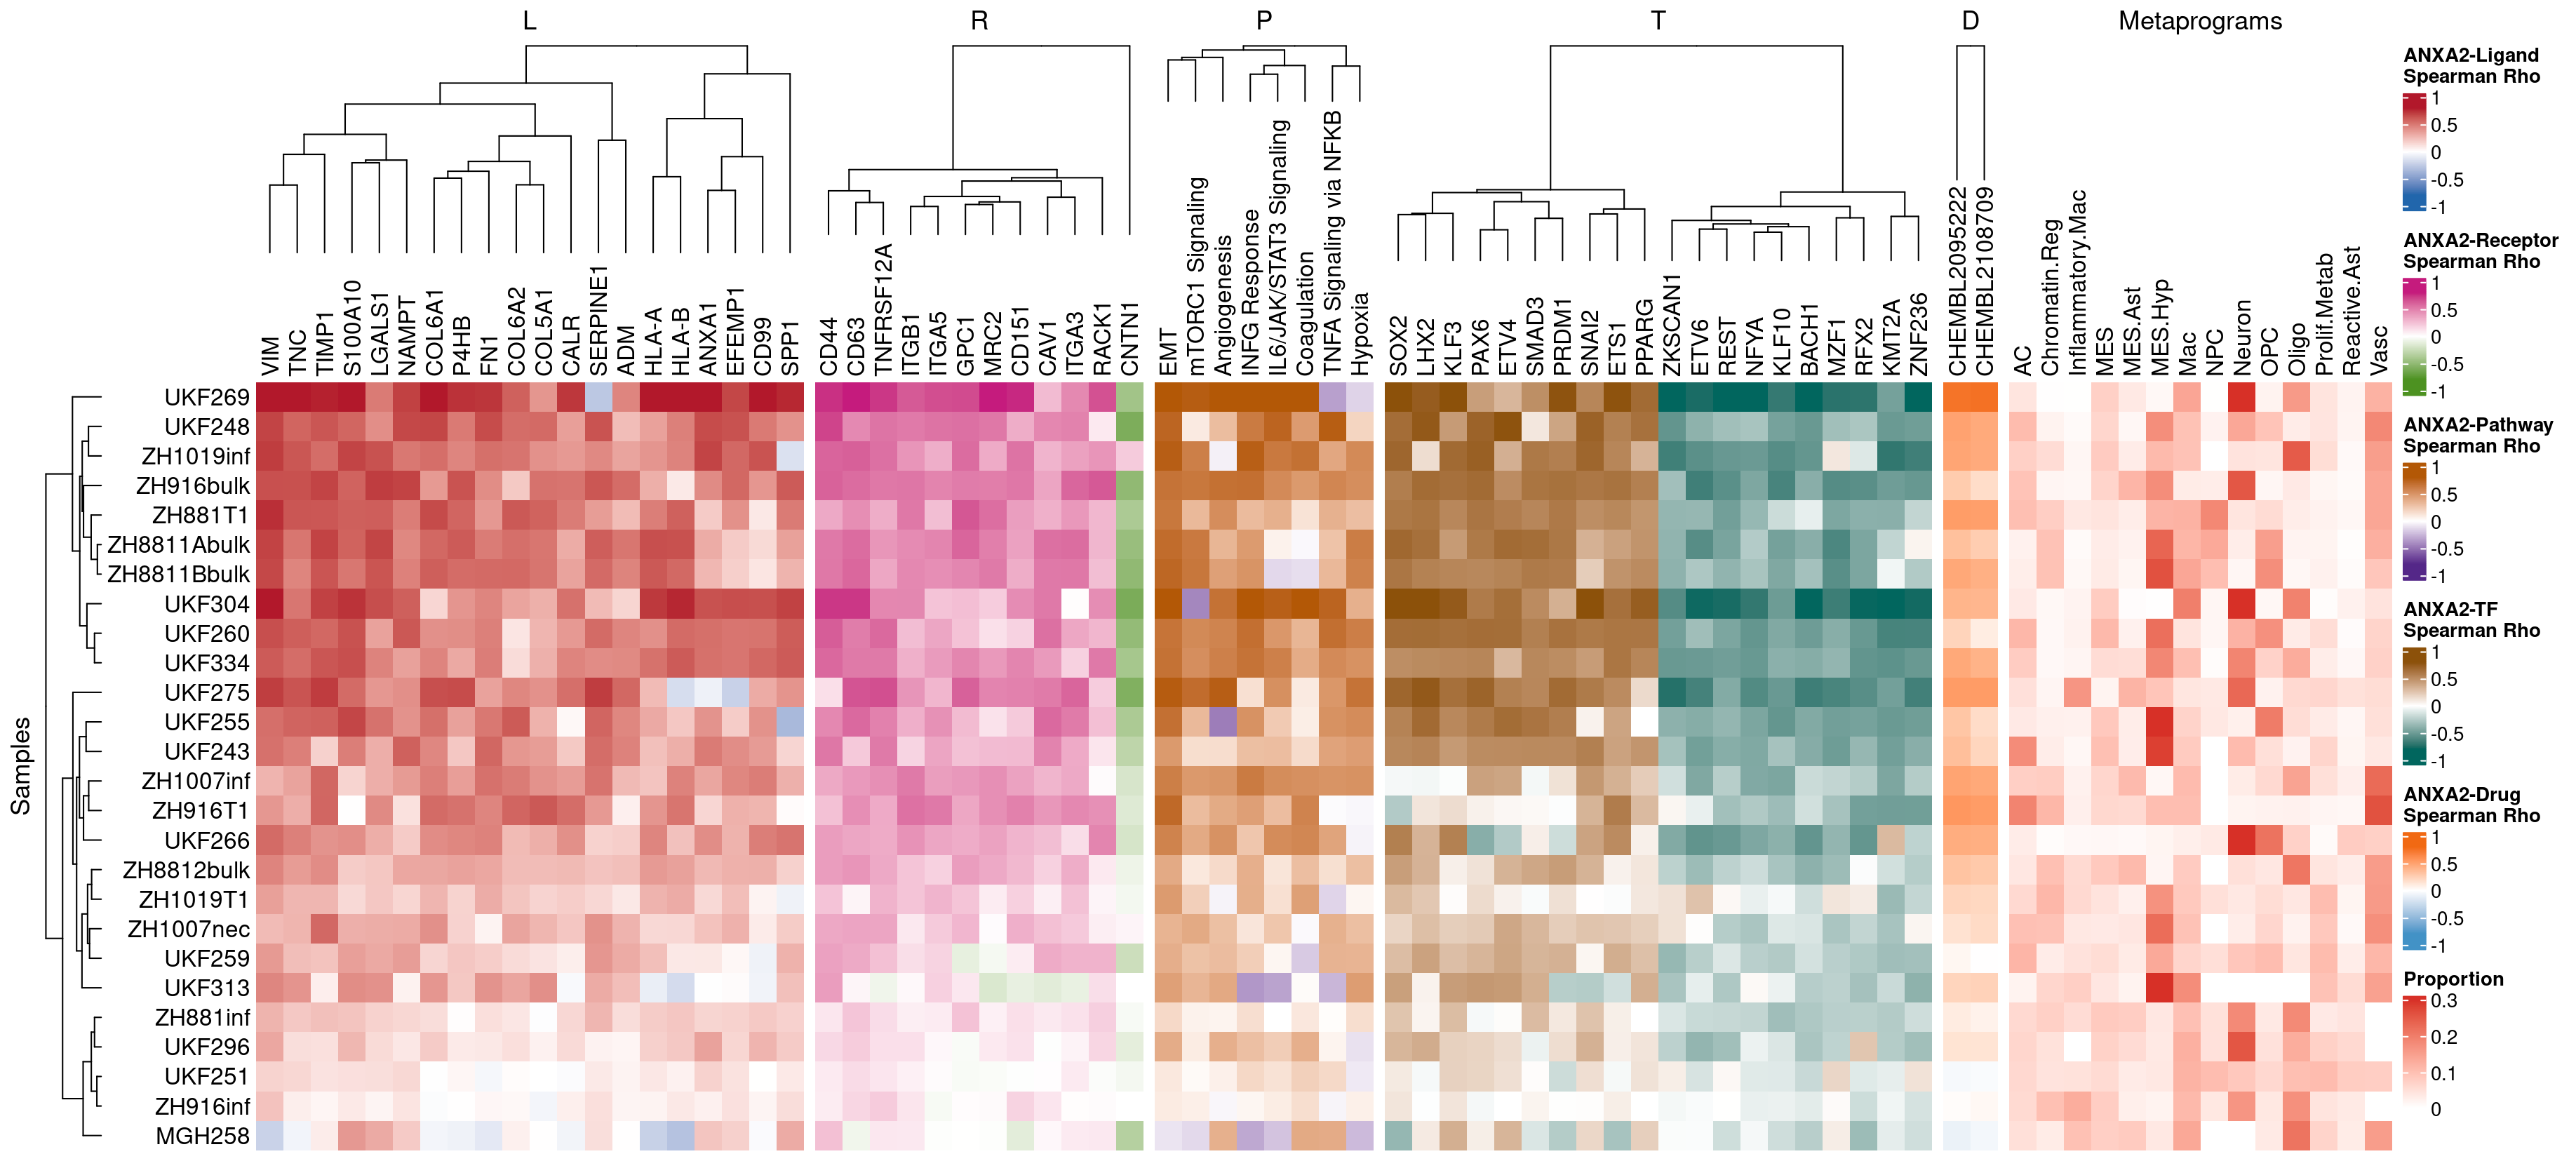 L
R
P
T
D
Metaprograms
VIM
TNC
TIMP1
S100A10
LGALS1
NAMPT
COL6A1
P4HB
FN1
COL6A2
COL5A1
CALR
SERPINE1
ADM
HLA-A
HLA-B
ANXA1
EFEMP1
CD99
SPP1
CD44
CD63
TNFRSF12A
ITGB1
ITGA5
GPC1
MRC2
CD151
CAV1
ITGA3
RACK1
CNTN1
EMT
mTORC1 Signaling
Angiogenesis
INFG Response
IL6/JAK/STAT3 Signaling
Coagulation
TNFA Signaling via NFKB
Hypoxia
SOX2
LHX2
KLF3
PAX6
ETV4
SMAD3
PRDM1
SNAI2
ETS1
PPARG
ZKSCAN1
ETV6
REST
NFYA
KLF10
BACH1
MZF1
RFX2
KMT2A
ZNF236
CHEMBL2095222
CHEMBL2108709
AC
Chromatin.Reg
Inflammatory.Mac
MES
MES.Ast
MES.Hyp
Mac
NPC
Neuron
OPC
Oligo
Prolif.Metab
Reactive.Ast
Vasc
Samples
UKF269
UKF248
ZH1019inf
ZH916bulk
ZH881T1
ZH8811Abulk
ZH8811Bbulk
UKF304
UKF260
UKF334
UKF275
UKF255
UKF243
ZH1007inf
ZH916T1
UKF266
ZH8812bulk
ZH1019T1
ZH1007nec
UKF259
UKF313
ZH881inf
UKF296
UKF251
ZH916inf
MGH258
ANXA2-Ligand
Spearman Rho
1
0.5
0
-0.5
-1
ANXA2-Receptor
Spearman Rho
1
0.5
0
-0.5
-1
ANXA2-Pathway
Spearman Rho
1
0.5
0
-0.5
-1
ANXA2-TF
Spearman Rho
1
0.5
0
-0.5
-1
ANXA2-Drug
Spearman Rho
1
0.5
0
-0.5
-1
Proportion
0.3
0.2
0.1
0